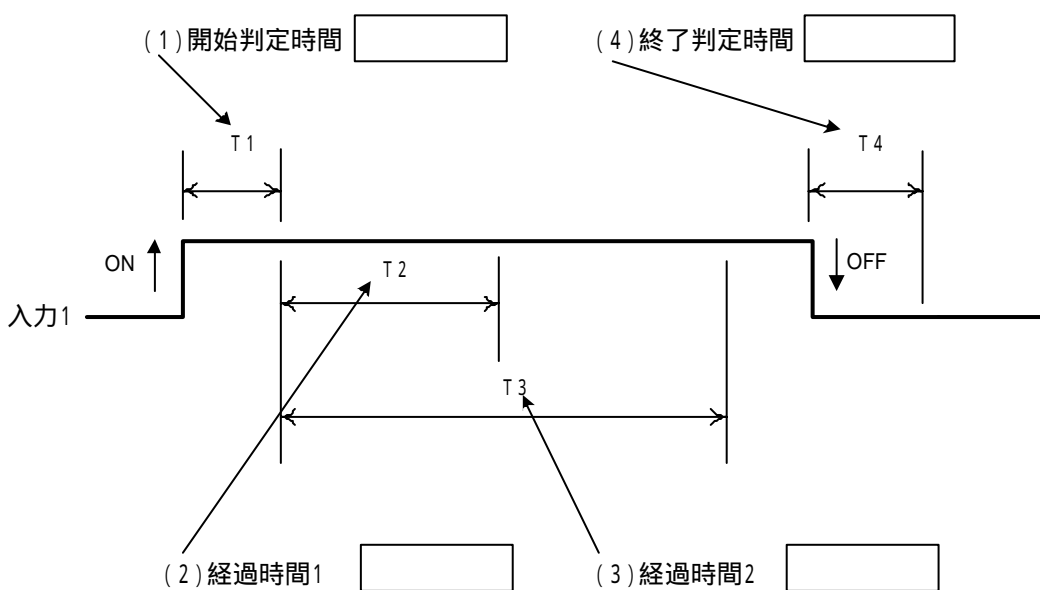 (1)開始判定時間
(4)終了判定時間
T1
T4
ON
T2
OFF
入力1
T3
(2)経過時間1
(3)経過時間2